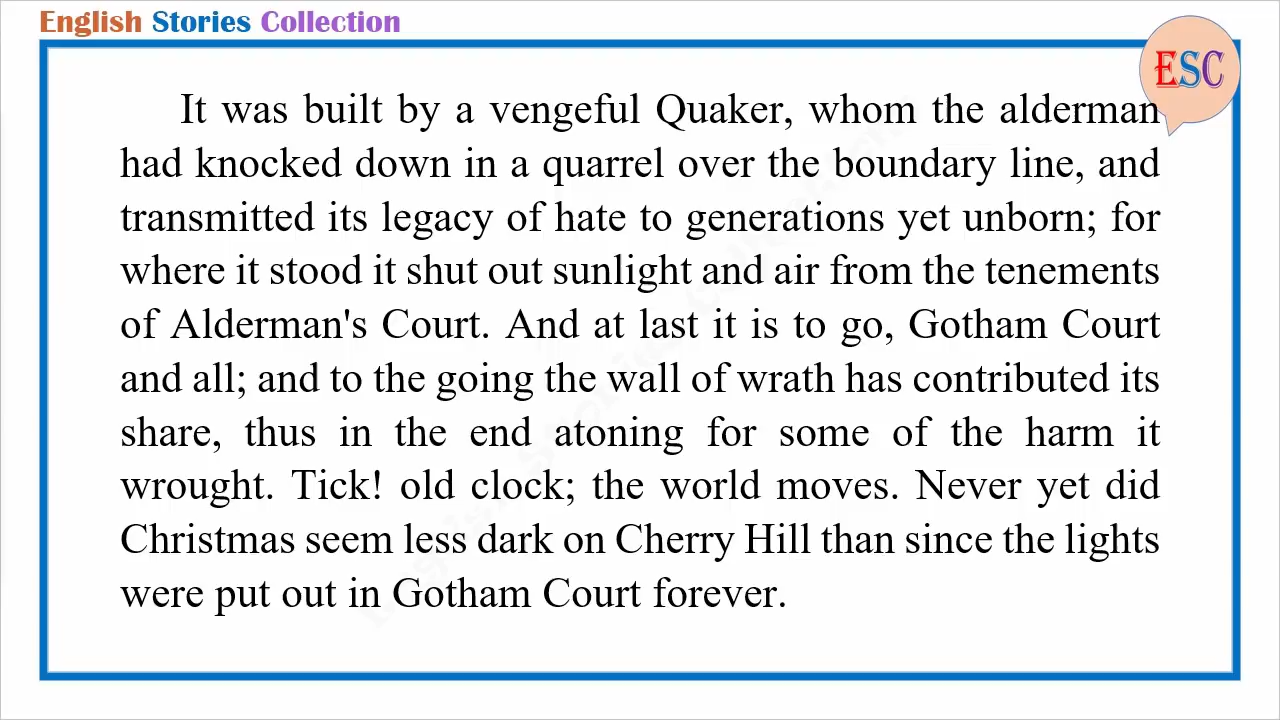 English Stories Collection
ESC
It was built by a vengeful Quaker, whom the alderman
had knocked down in a quarrel over the boundary line, and
transmitted its legacy of hate to generations yet unborn; for
where it stood it shut out sunlight and air from the tenements
of Alderman's Court. And at last it is to go, Gotham Court
and all; and to the going the wall of wrath has contributed its
share, thus in the end atoning for some of the harm it
wrought. Tick! old clock; the world moves. Never yet did
Christmas seem less dark on Cherry Hill than since the lights
were put out in Gotham Court forever.